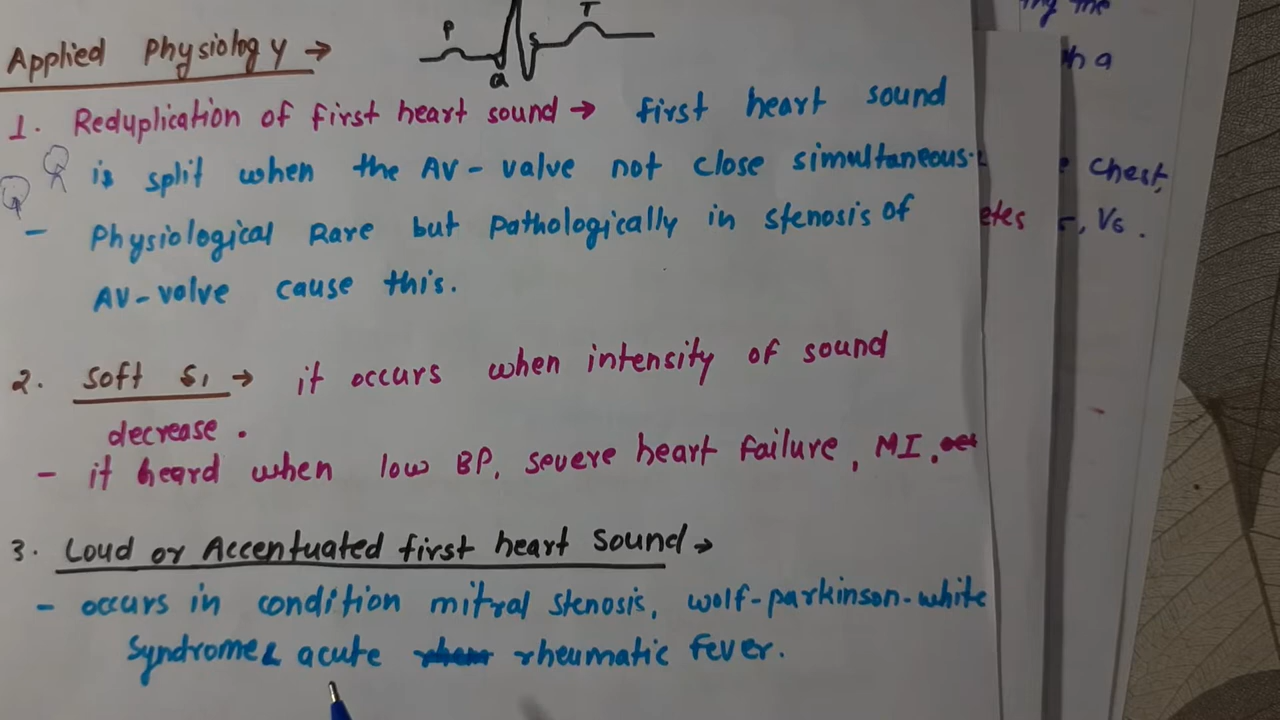 P
T
Q
S
Applied Physiology →
1. Reduplication of first heart sound → first heart sound
is split when the AV-valve not close simultaneous-
- Physiological Rare but pathologically in stenosis of
AV-valve cause this.
2. Soft S1 → it occurs when intensity of sound
decrease.
- it heard when low BP, severe heart failure, MI,
3. Loud or Accentuated first heart sound →
- occurs in condition mitral stenosis, wolf-parkinson-white
Syndrome & acute rheumatic fever.
chest,
etes
, V6.